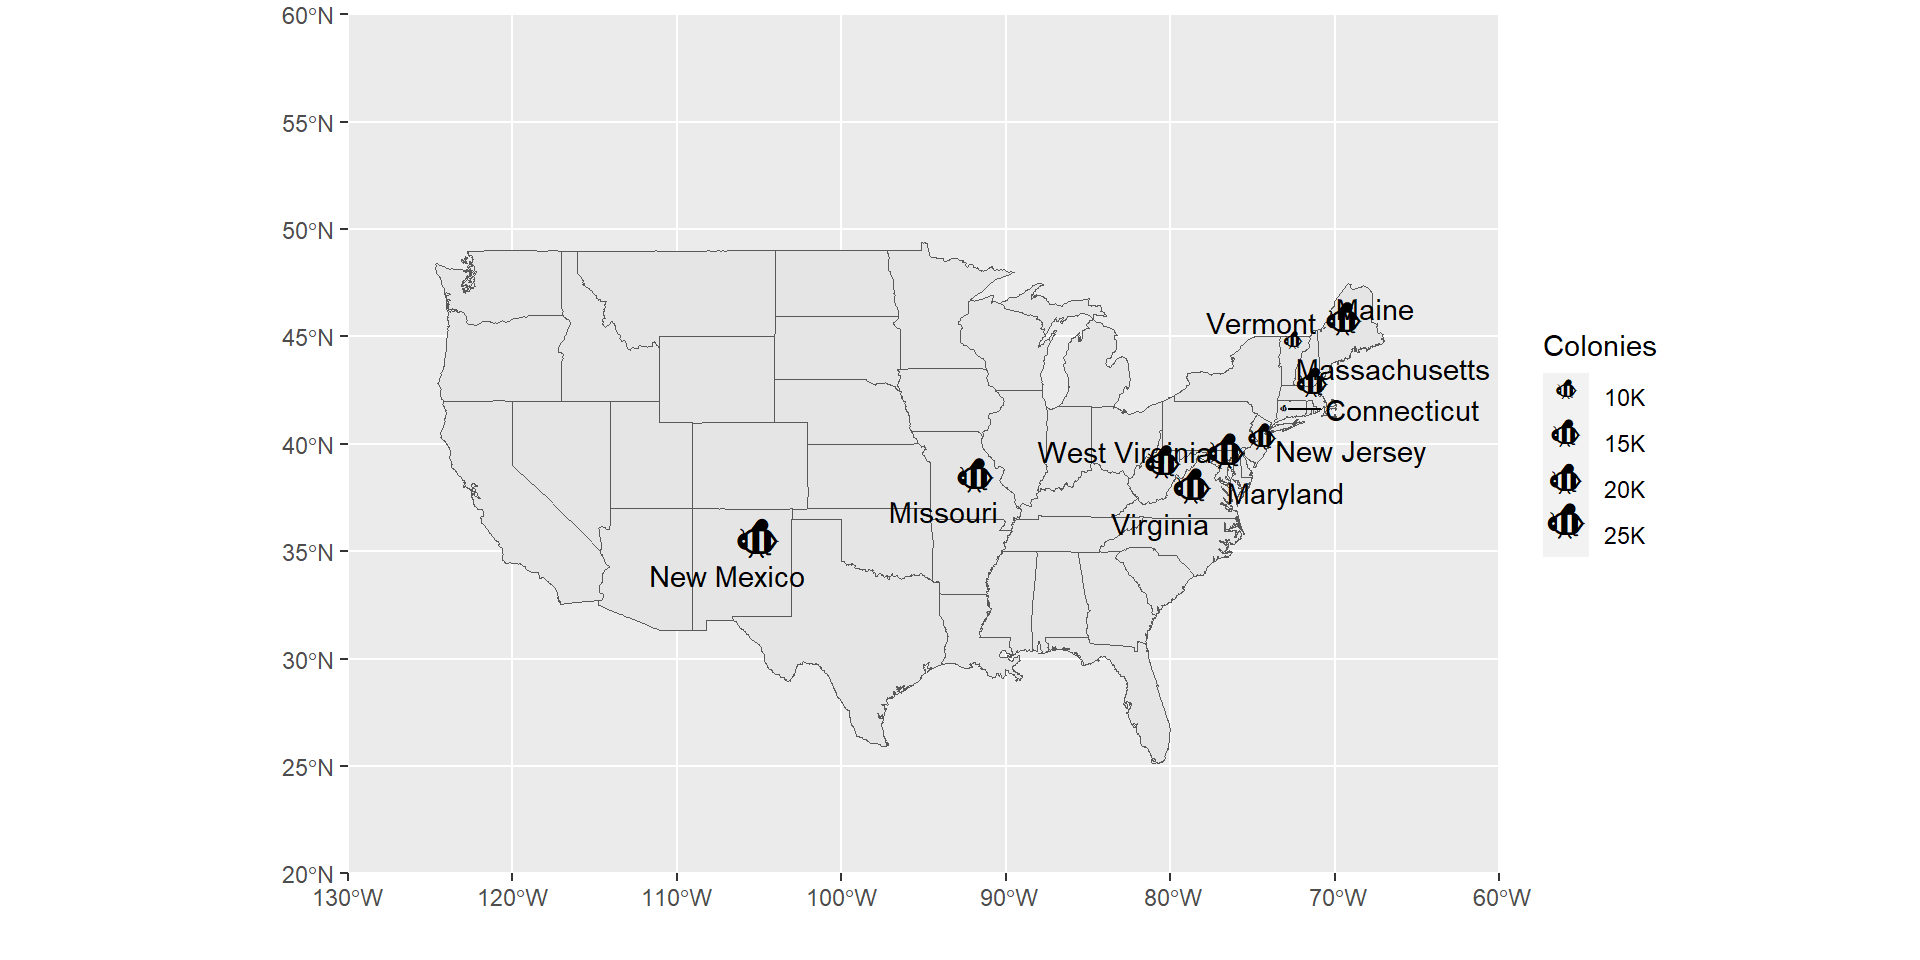 60°N
55°N
50°N
45°N
40°N
35°N
30°N
25°N
20°N
130°W
120°W
110°W
100°W
90°W
80°W
70°W
60°W
Maine
Vermont
Massachusetts
Connecticut
West Virginia
New Jersey
Maryland
Missouri
Virginia
New Mexico
Colonies
10K
15K
20K
25K